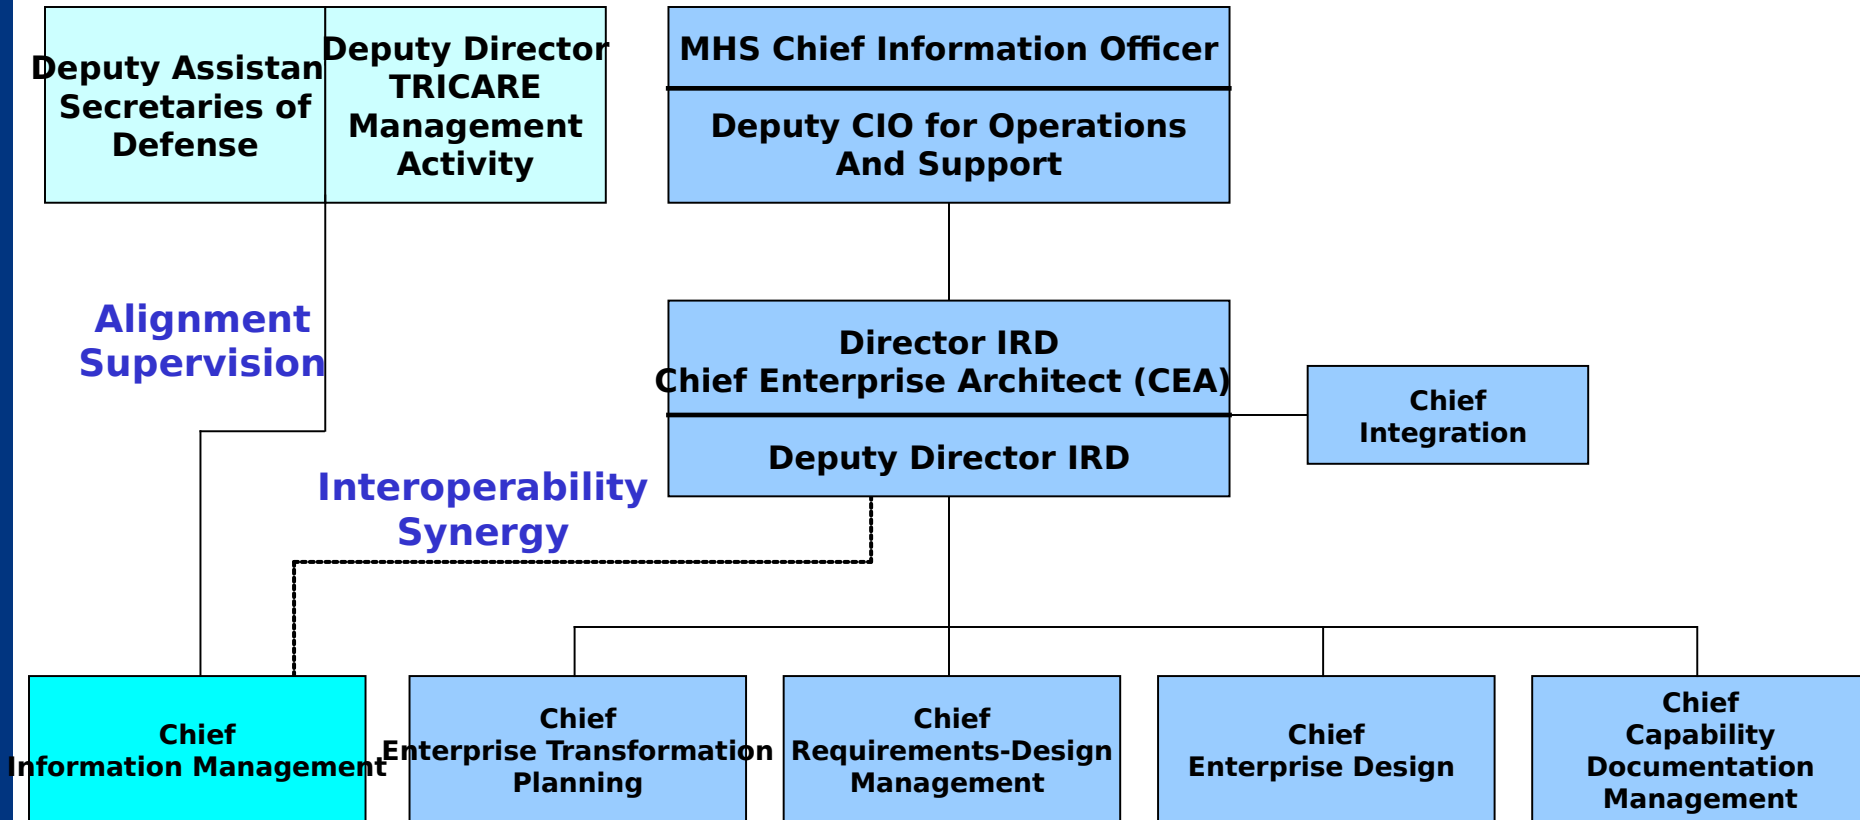 Deputy Assistan
Secretaries of
Defense
Deputy Director
TRICARE
Management
Activity
MHS Chief Information Officer
Deputy CIO for Operations
And Support
Alignment
Supervision
Director IRD
Chief Enterprise Architect (CEA)
Deputy Director IRD
Chief
Integration
Interoperability
Synergy
Chief
Information Management
Chief
Enterprise Transformation
Planning
Chief
Requirements-Design
Management
Chief
Enterprise Design
Chief
Capability
Documentation
Management